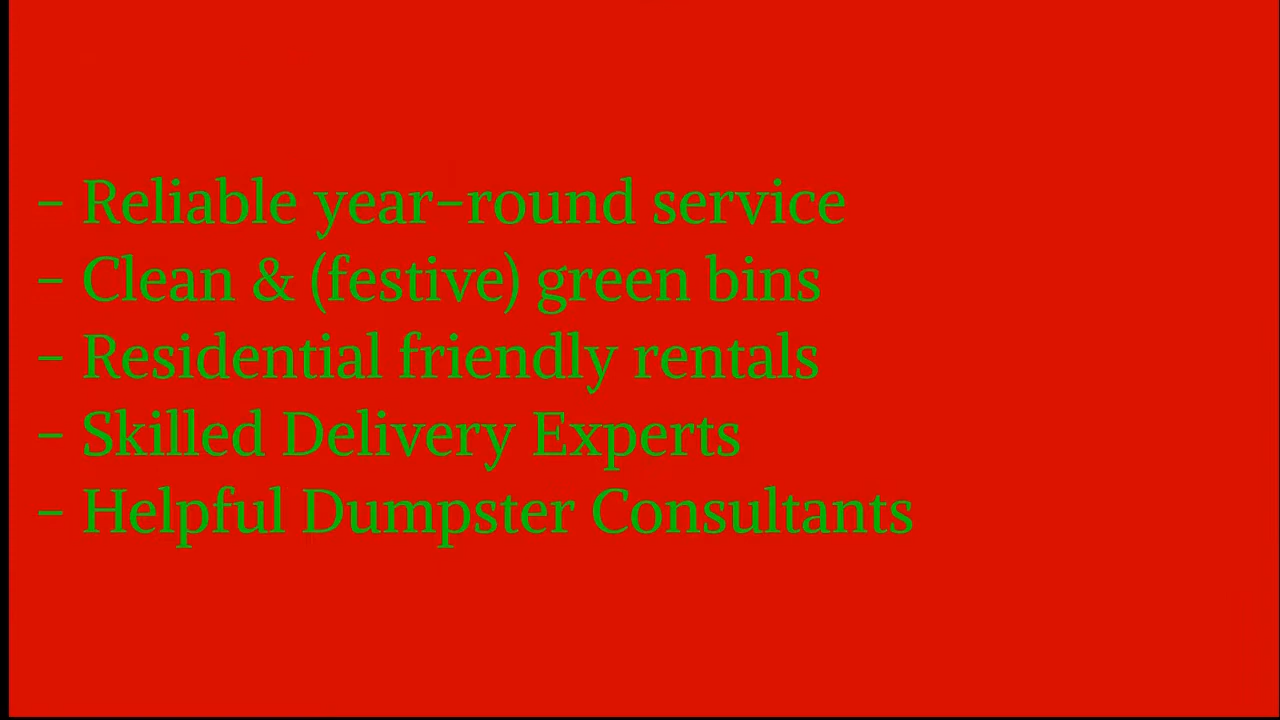 - Reliable year-round service
- Clean & (festive) green bins
- Residential friendly rentals
- Skilled Delivery Experts
- Helpful Dumpster Consultants